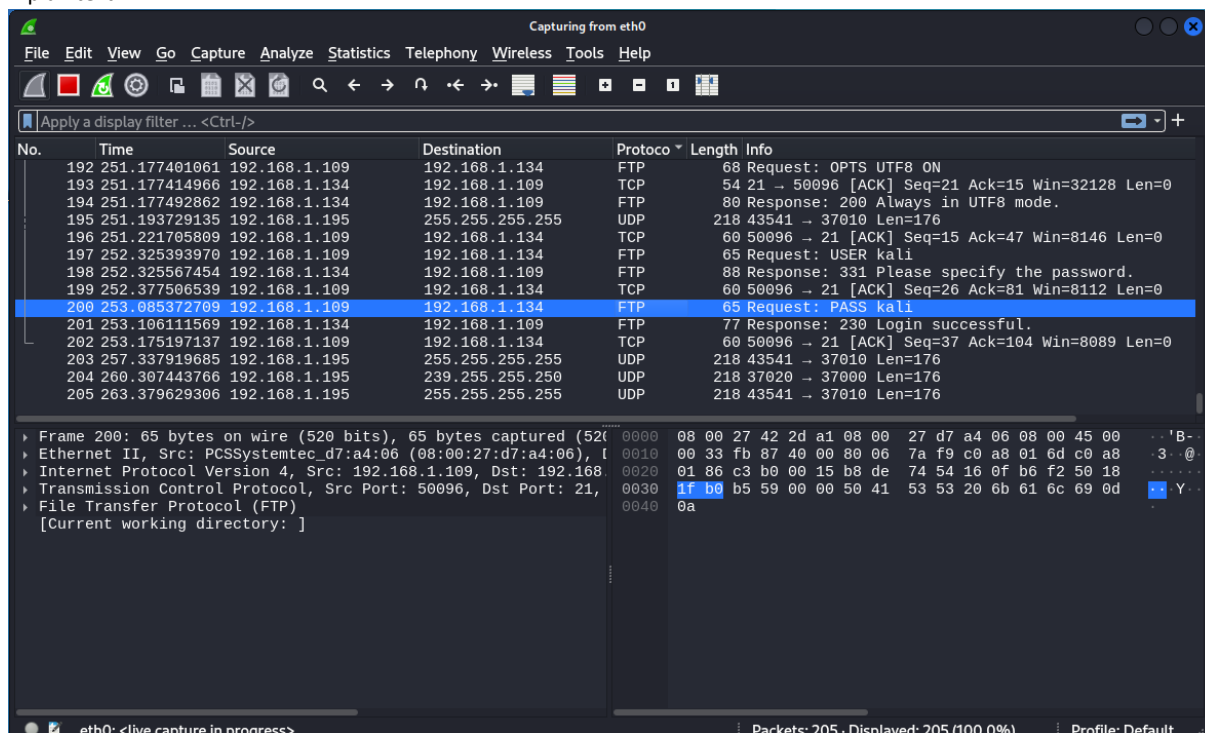 Capturing from eth0
File Edit View Go Capture Analyze Statistics Telephony Wireless Tools Help
Apply a display filter … <Ctrl-/>
No. Time Source Destination Protoco Length Info
192 251.177401061 192.168.1.109 192.168.1.134 FTP 68 Request: OPTS UTF8 ON
193 251.177414966 192.168.1.134 192.168.1.109 TCP 54 21 → 50096 [ACK] Seq=21 Ack=15 Win=32128 Len=0
194 251.177492862 192.168.1.134 192.168.1.109 FTP 80 Response: 200 Always in UTF8 mode.
195 251.193729135 192.168.1.195 255.255.255.255 UDP 218 43541 → 37010 Len=176
196 251.221705809 192.168.1.109 192.168.1.134 TCP 60 50096 → 21 [ACK] Seq=15 Ack=47 Win=8146 Len=0
197 252.325393970 192.168.1.109 192.168.1.134 FTP 65 Request: USER kali
198 252.325567454 192.168.1.134 192.168.1.109 FTP 88 Response: 331 Please specify the password.
199 252.377506539 192.168.1.109 192.168.1.134 TCP 60 50096 → 21 [ACK] Seq=26 Ack=81 Win=8112 Len=0
200 253.085372709 192.168.1.109 192.168.1.134 FTP 65 Request: PASS kali
201 253.106111569 192.168.1.134 192.168.1.109 FTP 77 Response: 230 Login successful.
202 253.175197137 192.168.1.109 192.168.1.134 TCP 60 50096 → 21 [ACK] Seq=37 Ack=104 Win=8089 Len=0
203 257.337919685 192.168.1.195 255.255.255.255 UDP 218 43541 → 37010 Len=176
204 260.307443766 192.168.1.195 239.255.255.250 UDP 218 37020 → 37000 Len=176
205 263.379629306 192.168.1.195 255.255.255.255 UDP 218 43541 → 37010 Len=176
Frame 200: 65 bytes on wire (520 bits), 65 bytes captured (520 0000 08 00 27 42 2d a1 08 00 27 d7 a4 06 08 00 45 00 ··'B-·
Ethernet II, Src: PCSSystemtec_d7:a4:06 (08:00:27:d7:a4:06), 0010 00 33 fb 87 40 00 80 06 7a f9 c0 a8 01 6d c0 a8 ·3··@·
Internet Protocol Version 4, Src: 192.168.1.109, Dst: 192.168. 0020 01 86 c3 b0 00 15 b8 de 74 54 16 0f b6 f2 50 18 ······
Transmission Control Protocol, Src Port: 50096, Dst Port: 21, 0030 1f b0 b5 59 00 00 50 41 53 53 20 6b 61 6c 69 0d ···Y··
File Transfer Protocol (FTP) 0040 0a ·
[Current working directory: ]
eth0: <live capture in progress> Packets: 205 · Displayed: 205 (100.0%) Profile: Default